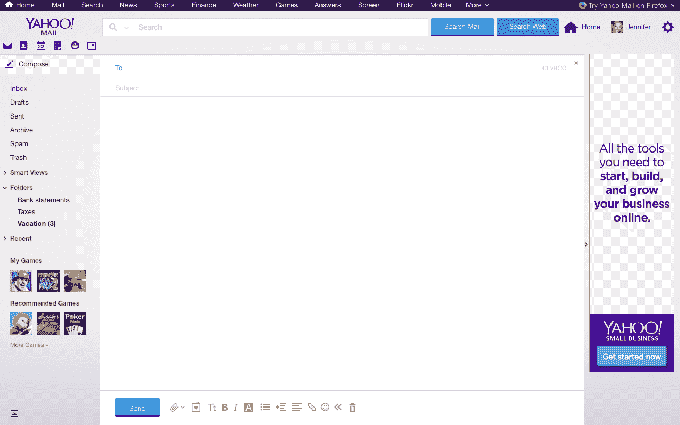 Home Mail Search News Sports Finance Weather Games Answers Screen Flickr Mobile More Try Yahoo Mail on Firefox
YAHOO!
MAIL
Search
Search Mail
Search Web
Home
Jennifer
Compose
To
Subject
Inbox
Drafts
Sent
Archive
Spam
Trash
Smart Views
Folders
Bank statements
Taxes
Vacation (3)
Recent
My Games
Recommended Games
Poker
More Games
All the tools
you need to
start, build,
and grow
your business
online.
YAHOO!
SMALL BUSINESS
Get started now
Send
Tt B I A